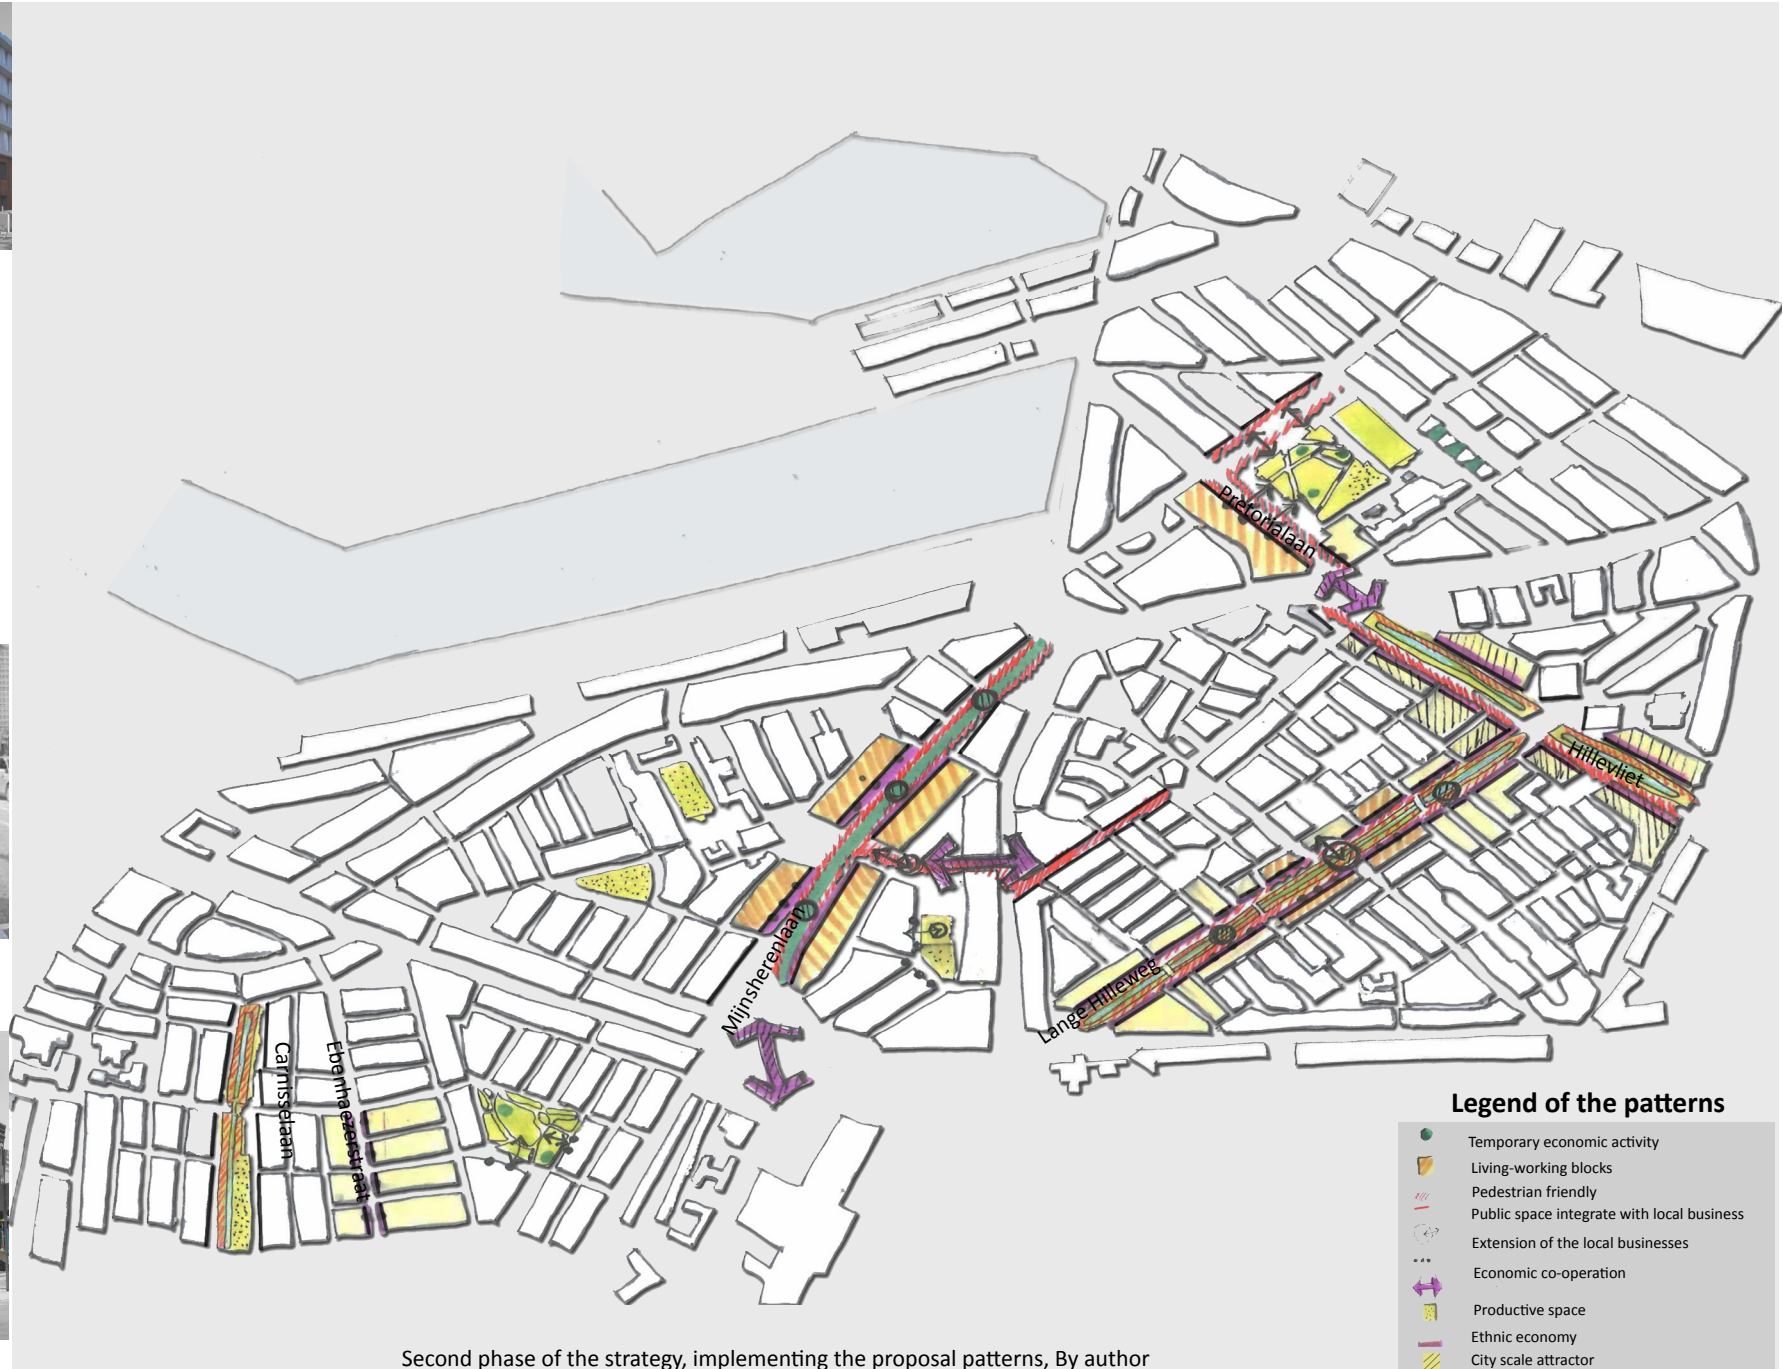 Pretorialaan
Hillevliet
Mijnsherenlaan
Lange Hilleweg
Carnisselaan
Ebenhaezerstraat
Legend of the patterns
Temporary economic activity
Living-working blocks
Pedestrian friendly
Public space integrate with local business
Extension of the local businesses
Economic co-operation
Productive space
Ethnic economy
City scale attractor
Second phase of the strategy, implementing the proposal patterns, By author